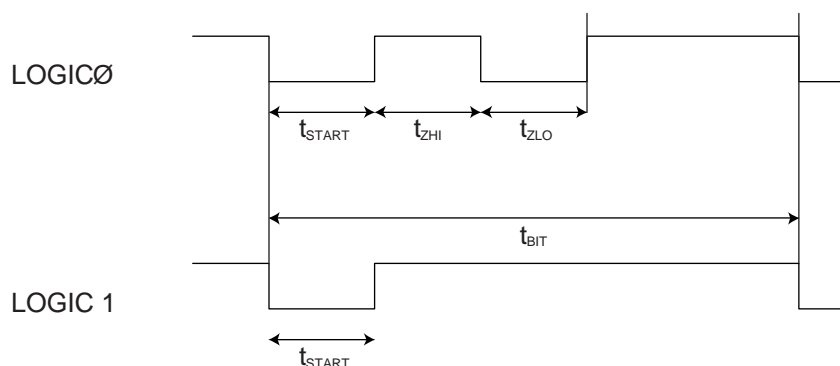 LOGICØ
tSTART
tZHI
tZLO
tBIT
LOGIC 1
tSTART